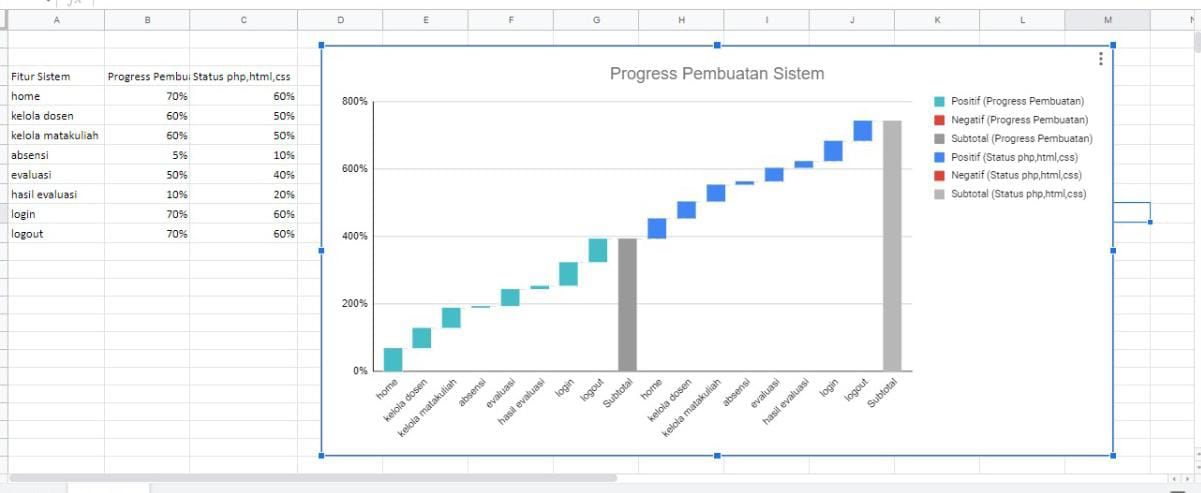 A B C D E F G H I J K L M N
Fitur Sistem Progress Pembua Status php,html,css
home 70% 60%
kelola dosen 60% 50%
kelola matakuliah 60% 50%
absensi 5% 10%
evaluasi 50% 40%
hasil evaluasi 10% 20%
login 70% 60%
logout 70% 60%
Progress Pembuatan Sistem
800%
600%
400%
200%
0%
home kelola dosen kelola matakuliah absensi evaluasi hasil evaluasi login logout Subtotal home kelola dosen kelola matakuliah absensi evaluasi hasil evaluasi login logout Subtotal
Positif (Progress Pembuatan)
Negatif (Progress Pembuatan)
Subtotal (Progress Pembuatan)
Positif (Status php,html,css)
Negatif (Status php,html,css)
Subtotal (Status php,html,css)